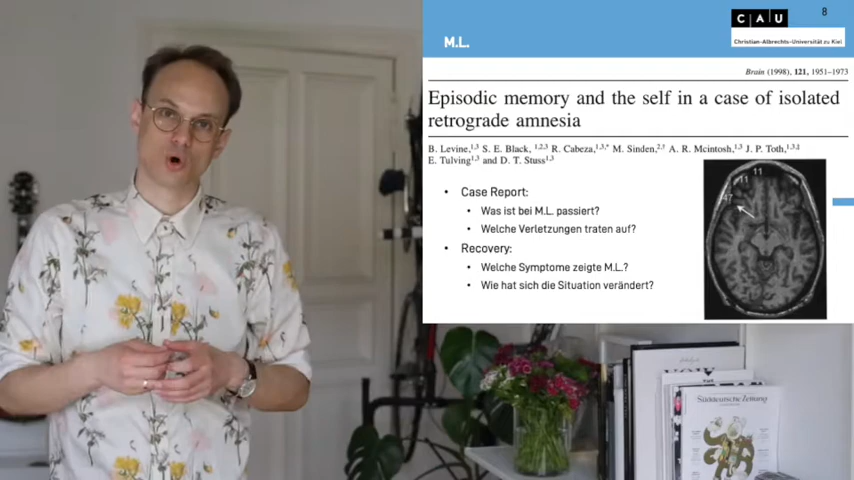 8
CAU
Christian-Albrechts-Universität zu Kiel
M.L.
Brain (1998), 121, 1951–1973
Episodic memory and the self in a case of isolated
retrograde amnesia
B. Levine,1,3 S. E. Black, 1,2,3 R. Cabeza,1,3,* M. Sinden,2,† A. R. Mcintosh,1,3 J. P. Toth,1,3,‡
E. Tulving1,3 and D. T. Stuss1,3
• Case Report:
• Was ist bei M.L. passiert?
• Welche Verletzungen traten auf?
• Recovery:
• Welche Symptome zeigte M.L.?
• Wie hat sich die Situation verändert?
11
11
47
Süddeutsche Zeitung